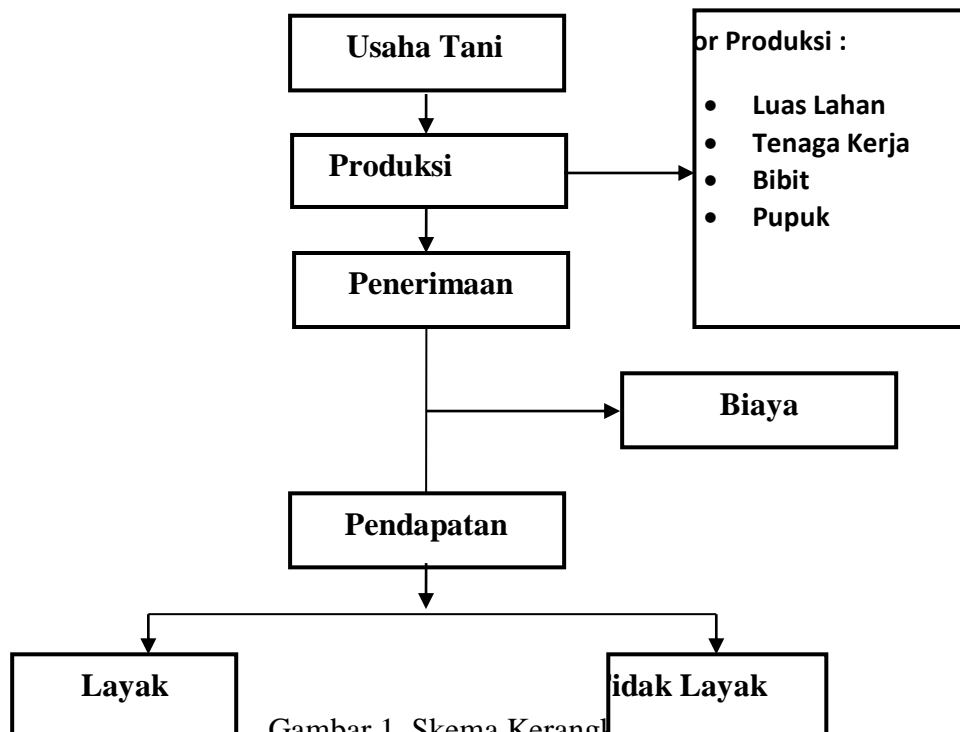 Usaha Tani
or Produksi :
• Luas Lahan
• Tenaga Kerja
• Bibit
• Pupuk
Produksi
Penerimaan
Biaya
Pendapatan
Layak
idak Layak
Gambar 1. Skema